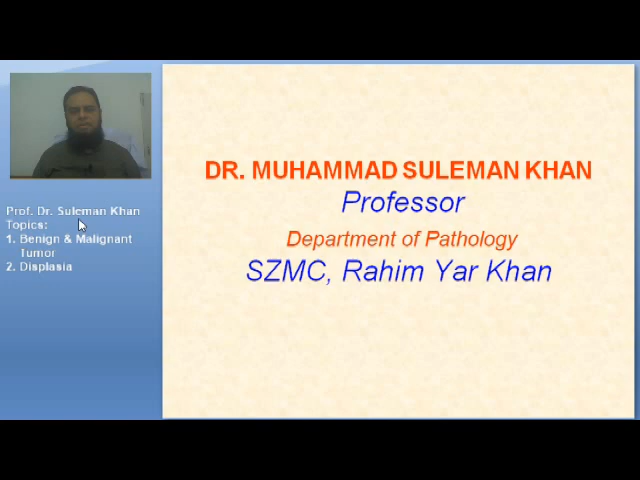 Prof. Dr. Suleman Khan
Topics:
1. Benign & Malignant
Tumor
2. Displasia
DR. MUHAMMAD SULEMAN KHAN
Professor
Department of Pathology
SZMC, Rahim Yar Khan